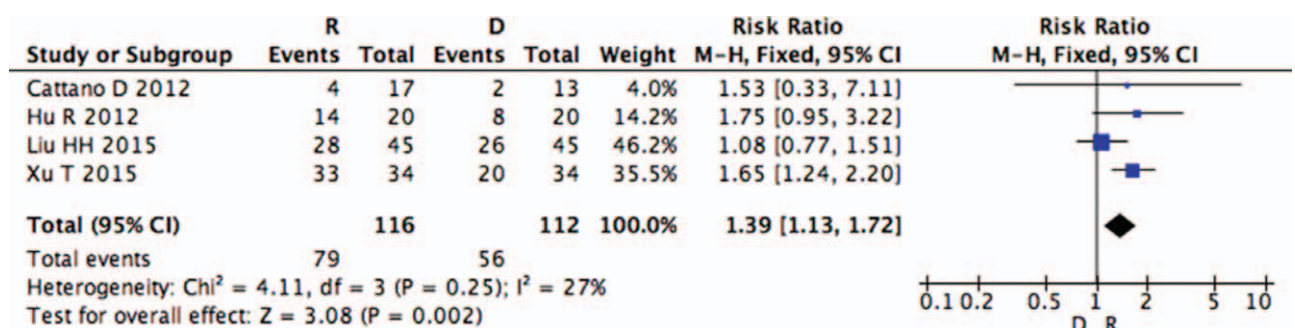 R D Risk Ratio Risk Ratio
Study or Subgroup Events Total Events Total Weight M-H, Fixed, 95% CI M-H, Fixed, 95% CI
Cattano D 2012 4 17 2 13 4.0% 1.53 [0.33, 7.11]
Hu R 2012 14 20 8 20 14.2% 1.75 [0.95, 3.22]
Liu HH 2015 28 45 26 45 46.2% 1.08 [0.77, 1.51]
Xu T 2015 33 34 20 34 35.5% 1.65 [1.24, 2.20]
Total (95% CI) 116 112 100.0% 1.39 [1.13, 1.72]
Total events 79 56
Heterogeneity: Chi² = 4.11, df = 3 (P = 0.25); I² = 27%
Test for overall effect: Z = 3.08 (P = 0.002)
0.1 0.2 0.5 1 2 5 10
D R